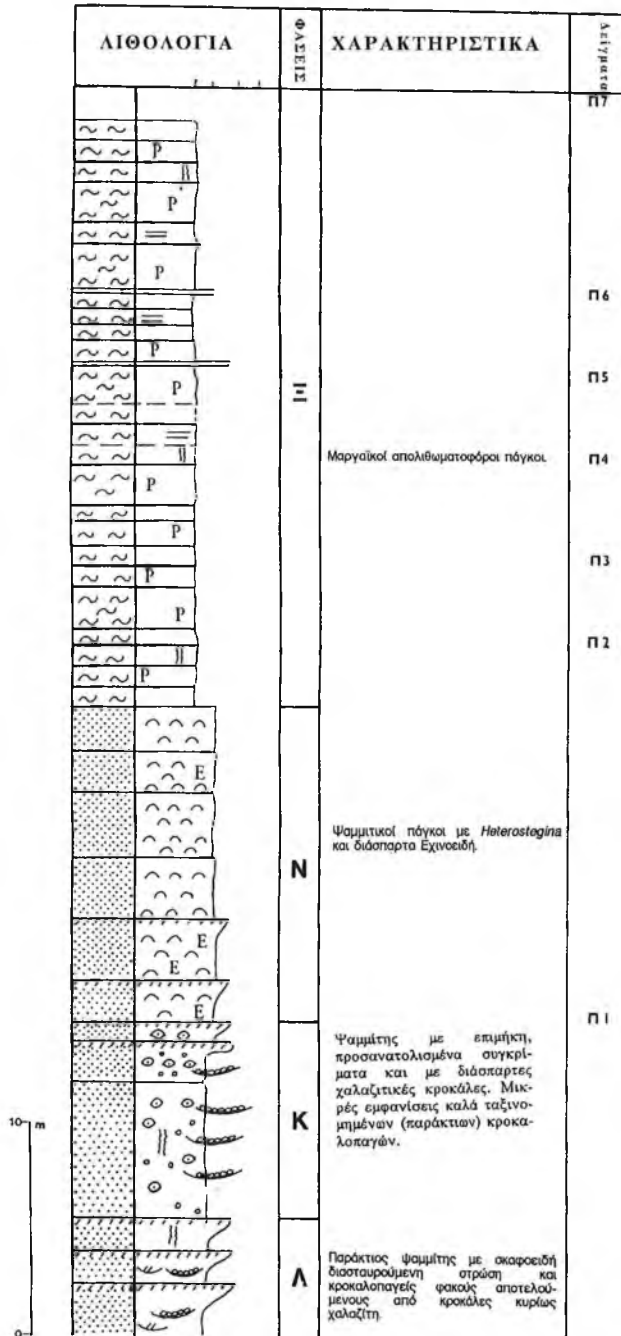 ΛΙΘΟΛΟΓΙΑ
ΦΑΣΕΙΣ
ΧΑΡΑΚΤΗΡΙΣΤΙΚΑ
Δείγματα
Π7
P
P
P
Π6
P
P
Π5
Ξ
Μαργαϊκοί απολιθωματοφόροι πάγκοι.
Π4
P
P
Π3
P
P
Π2
P
E
Ψαμμιτικοί πάγκοι με Heterostegina
και διάσπαρτα Εχινοειδή.
N
E
E
E
Π1
Ψαμμίτης με επιμήκη,
προσανατολισμένα συγκρί-
ματα και με διάσπαρτες
χαλαζιτικές κροκάλες. Μικ-
ρές εμφανίσεις καλά ταξινο-
μημένων (παράκτιων) κροκα-
λοπαγών.
K
10
m
Παράκτιος ψαμμίτης με σκαφοειδή
διασταυρούμενη στρώση και
κροκαλοπαγείς φακούς αποτελού-
μενους από κροκάλες κυρίως
χαλαζίτη.
Λ
0